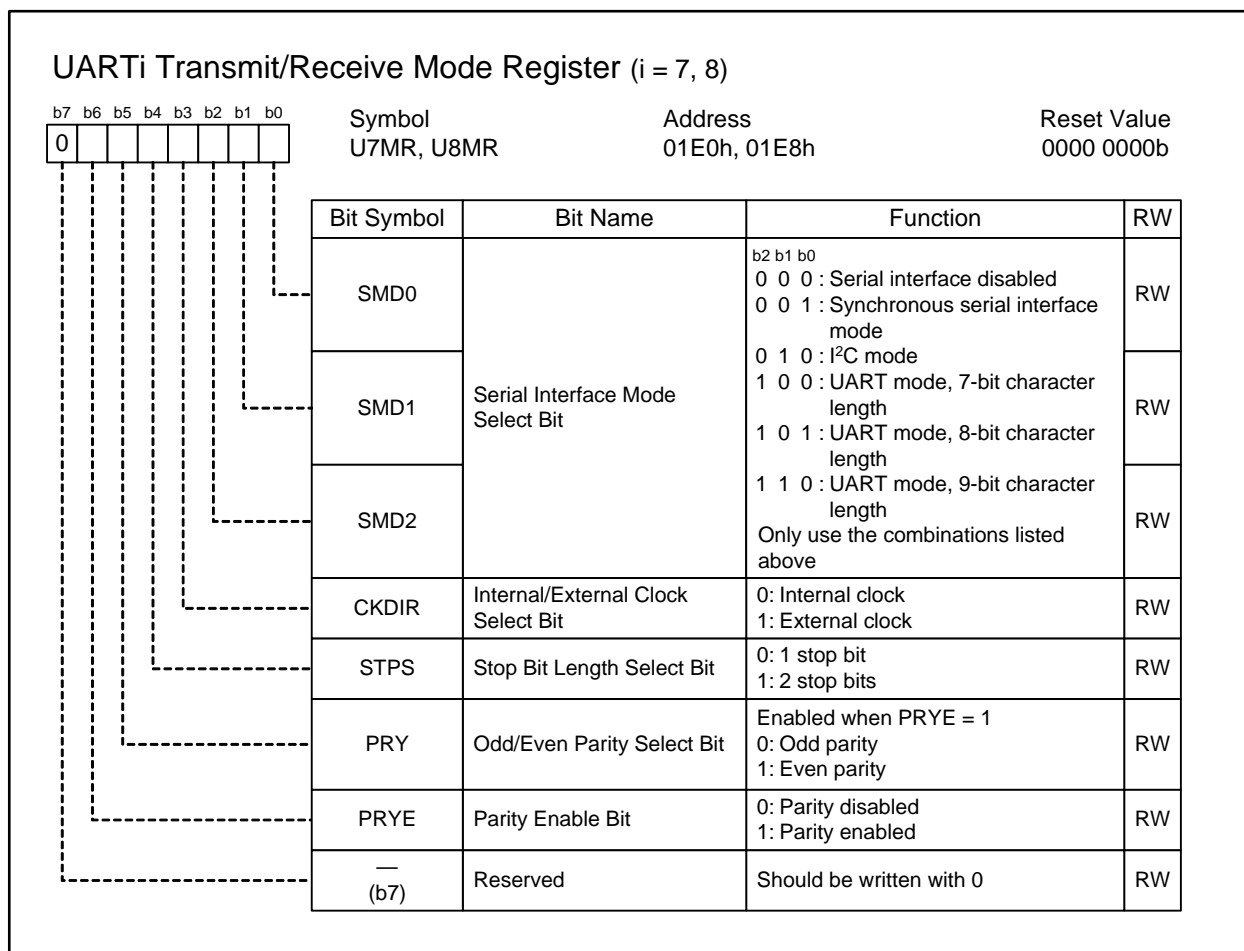 UARTi Transmit/Receive Mode Register (i = 7, 8)
b7 b6 b5 b4 b3 b2 b1 b0
0
Symbol Address Reset Value
U7MR, U8MR 01E0h, 01E8h 0000 0000b
Bit Symbol Bit Name Function RW
SMD0
SMD1
SMD2
Serial Interface Mode
Select Bit
b2 b1 b0
0 0 0 : Serial interface disabled
0 0 1 : Synchronous serial interface
mode
0 1 0 : I²C mode
1 0 0 : UART mode, 7-bit character
length
1 0 1 : UART mode, 8-bit character
length
1 1 0 : UART mode, 9-bit character
length
Only use the combinations listed
above
RW
RW
RW
CKDIR
Internal/External Clock
Select Bit
0: Internal clock
1: External clock
RW
STPS
Stop Bit Length Select Bit
0: 1 stop bit
1: 2 stop bits
RW
PRY
Odd/Even Parity Select Bit
Enabled when PRYE = 1
0: Odd parity
1: Even parity
RW
PRYE
Parity Enable Bit
0: Parity disabled
1: Parity enabled
RW
—
(b7)
Reserved
Should be written with 0
RW